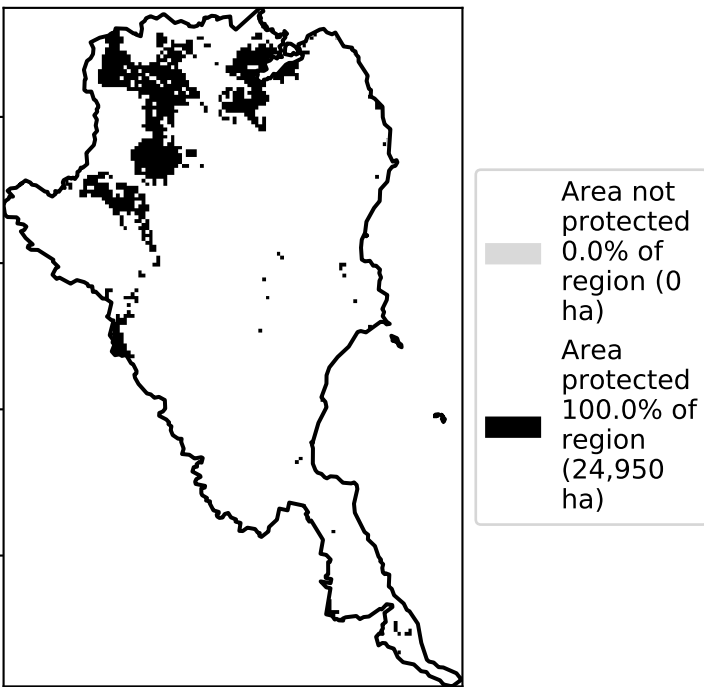 Area not
protected
0.0% of
region (0
ha)
Area
protected
100.0% of
region
(24,950
ha)